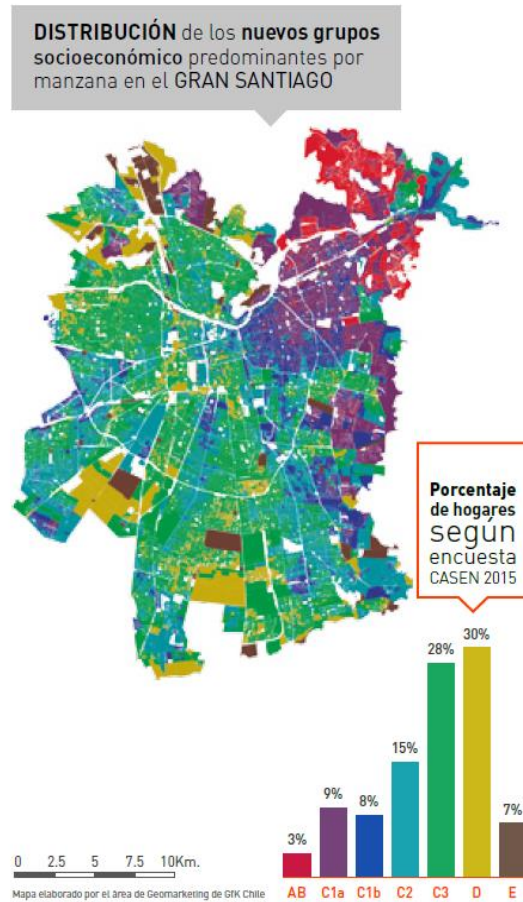 DISTRIBUCIÓN de los nuevos grupos
socioeconómico predominantes por
manzana en el GRAN SANTIAGO
Porcentaje
de hogares
según
encuesta
CASEN 2015
30%
28%
15%
9%
8%
7%
3%
0 2.5 5 7.5 10Km.
AB C1a C1b C2 C3 D E
Mapa elaborado por el área de Geomarketing de GfK Chile